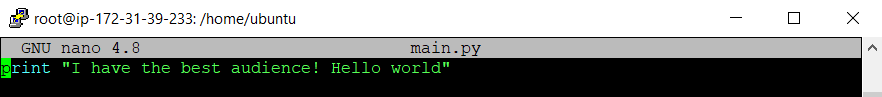 root@ip-172-31-39-233: /home/ubuntu
GNU nano 4.8 main.py
print "I have the best audience! Hello world"